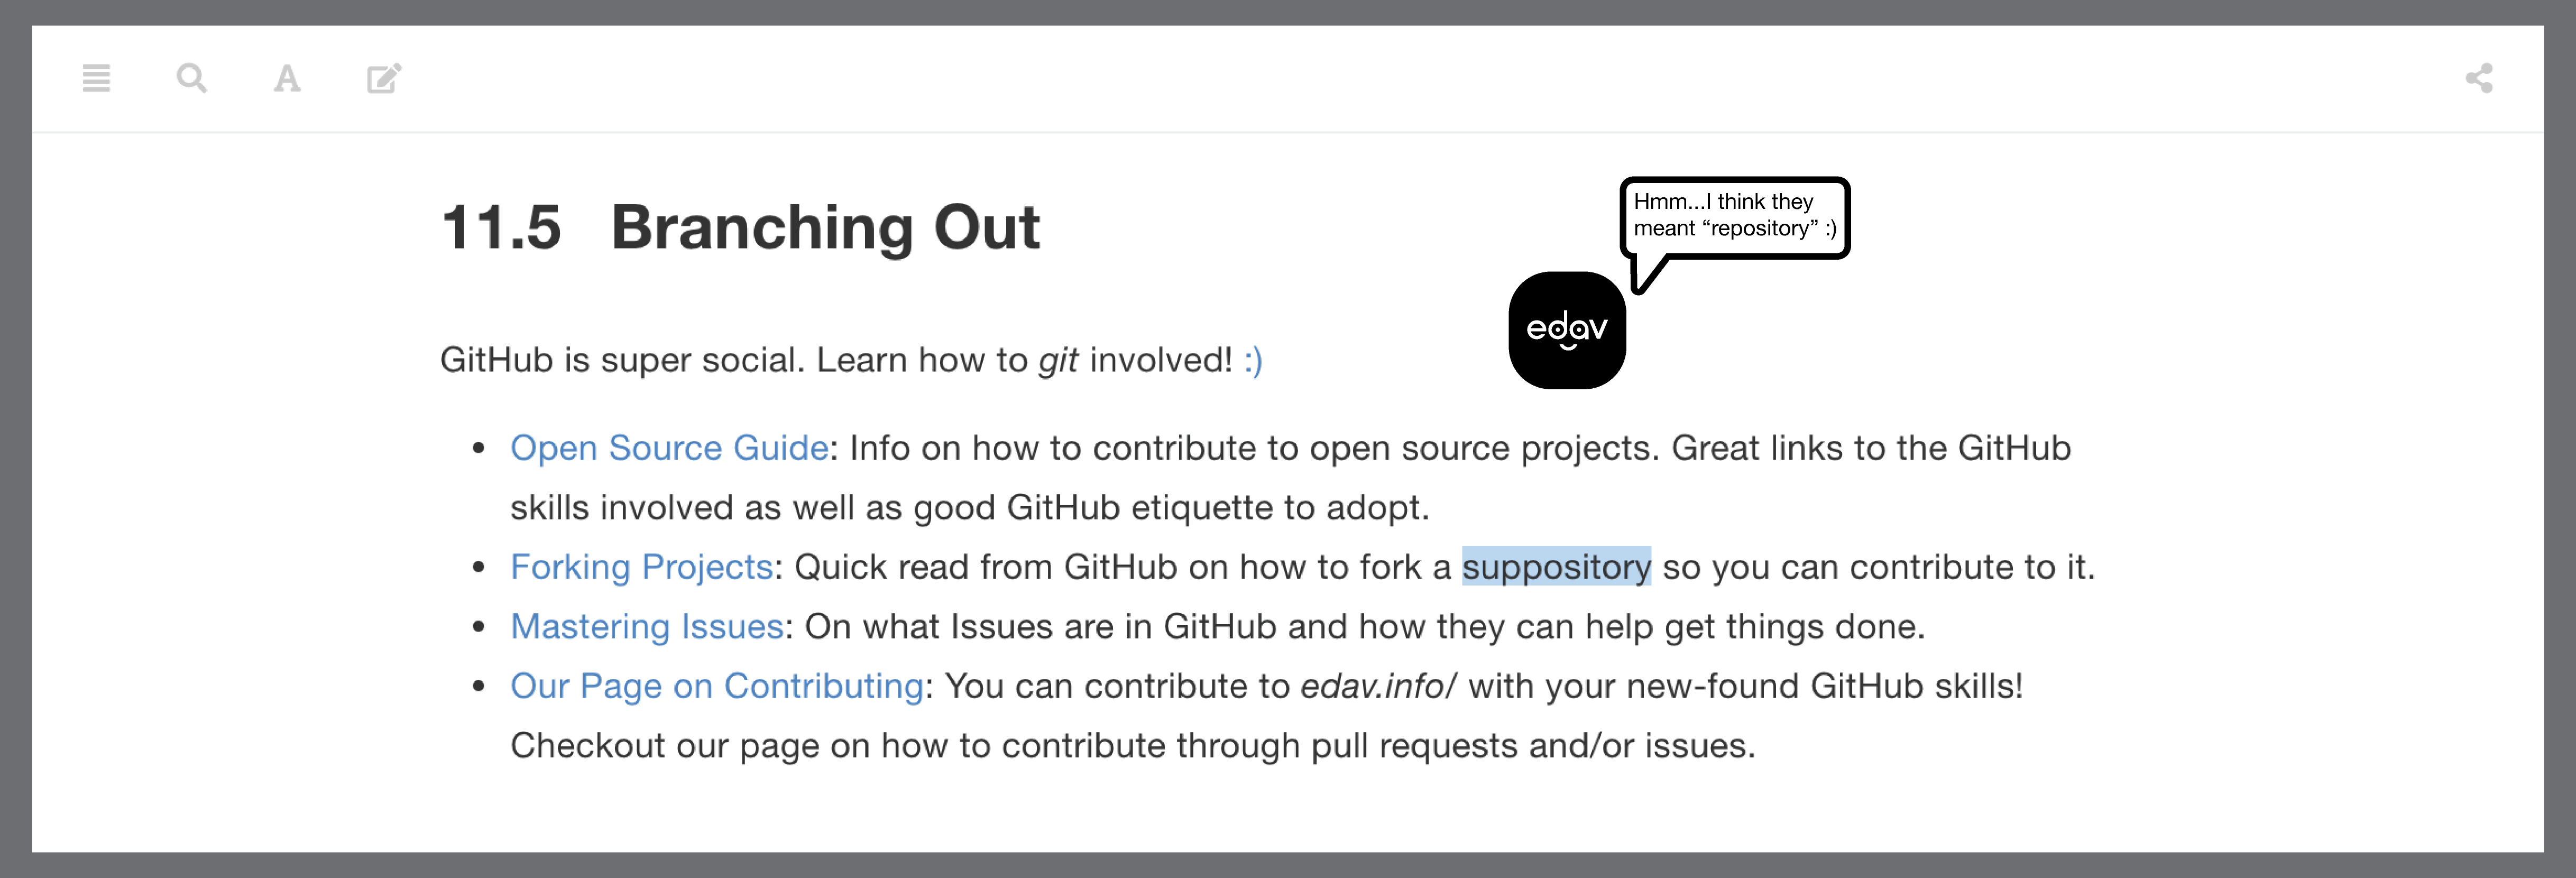 A
Hmm...I think they
meant “repository” :)
11.5 Branching Out
edav
GitHub is super social. Learn how to git involved! :)
• Open Source Guide: Info on how to contribute to open source projects. Great links to the GitHub
skills involved as well as good GitHub etiquette to adopt.
• Forking Projects: Quick read from GitHub on how to fork a suppository so you can contribute to it.
• Mastering Issues: On what Issues are in GitHub and how they can help get things done.
• Our Page on Contributing: You can contribute to edav.info/ with your new-found GitHub skills!
Checkout our page on how to contribute through pull requests and/or issues.